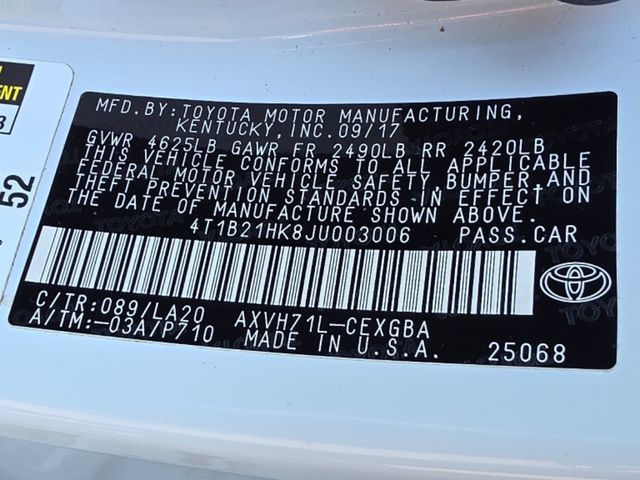 MFD.BY:TOYOTA MOTOR MANUFACTURING,
KENTUCKY,INC.09/17
GVWR 4625LB GAWR FR 2490LB RR 2420LB
THIS VEHICLE CONFORMS TO ALL APPLICABLE
FEDERAL MOTOR VEHICLE SAFETY,BUMPER,AND
THEFT PREVENTION STANDARDS IN EFFECT ON
THE DATE OF MANUFACTURE SHOWN ABOVE.
4T1B21HK8JU003006 PASS.CAR
C/TR:089/LA20 AXVH71L-CEXGBA
A/TM:-03A/P710 MADE IN U.S.A. 25068
52